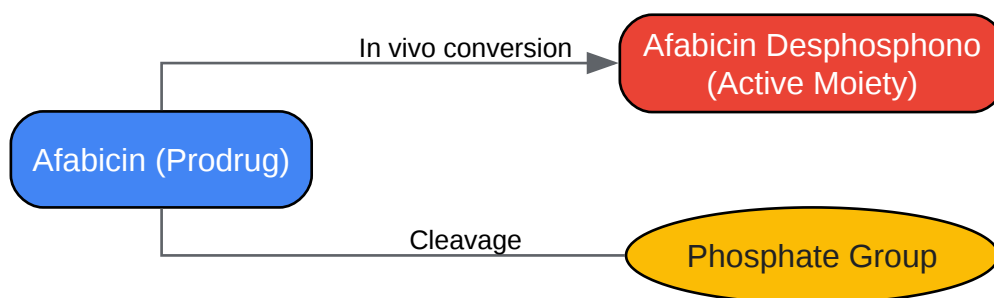 In vivo conversion
Afabicin Desphosphono
(Active Moiety)
Afabicin (Prodrug)
Cleavage
Phosphate Group